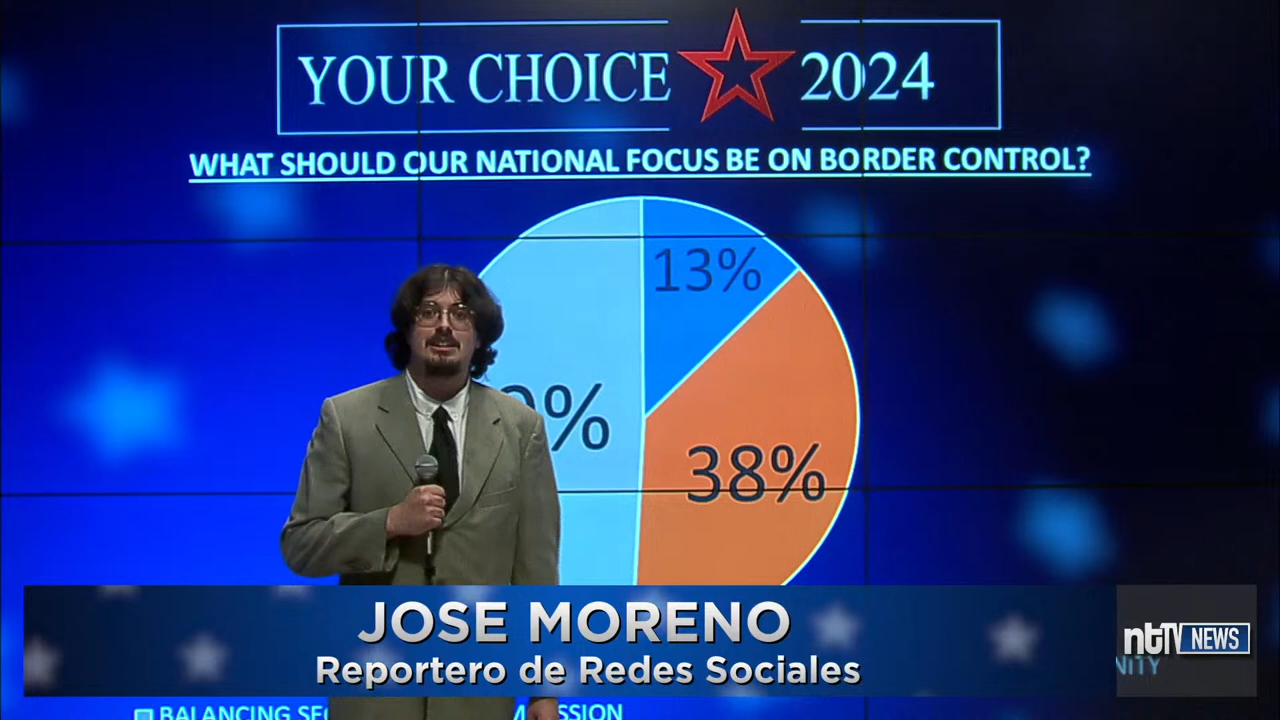 YOUR CHOICE 2024
WHAT SHOULD OUR NATIONAL FOCUS BE ON BORDER CONTROL?
13%
%
38%
JOSE MORENO
Reportero de Redes Sociales
ntTV NEWS
BALANCING